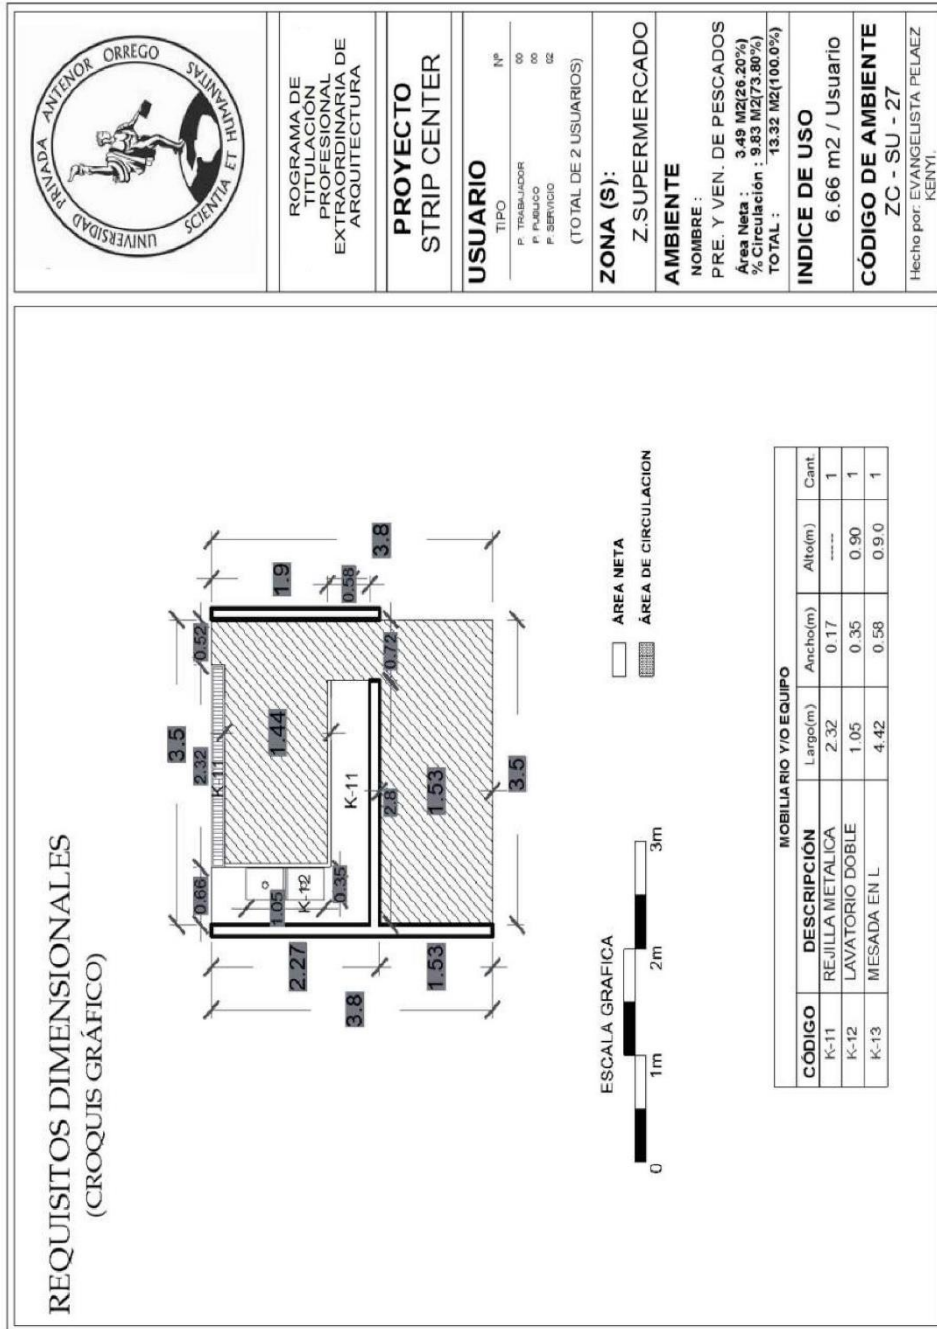 REQUISITOS DIMENSIONALES
(CROQUIS GRÁFICO)
3.5
0.66
2.32
0.52
K-11
1.9
3.8
0.58
2.27
1.05
K-12
0.35
1.44
K-11
2.8
0.72
3.8
1.53
1.53
3.5
ESCALA GRAFICA
0 1m 2m 3m
ÁREA NETA
ÁREA DE CIRCULACION
MOBILIARIO Y/O EQUIPO
CÓDIGO DESCRIPCIÓN Largo(m) Ancho(m) Alto(m) Cant.
K-11 REJILLA METALICA 2.32 0.17 ----- 1
K-12 LAVATORIO DOBLE 1.05 0.35 0.90 1
K-13 MESADA EN L 4.42 0.58 0.9.0 1
UNIVERSIDAD PRIVADA ANTENOR ORREGO
SCIENTIA ET HUMANITAS
ROGRAMA DE
TITULACIÓN
PROFESIONAL
EXTRAORDINARIA DE
ARQUITECTURA
PROYECTO
STRIP CENTER
USUARIO
TIPO Nº
P. TRABAJADOR 00
P. PUBLICO 00
P. SERVICIO 02
(TOTAL DE 2 USUARIOS)
ZONA (S):
Z.SUPERMERCADO
AMBIENTE
NOMBRE :
PRE. Y VEN. DE PESCADOS
Área Neta : 3.49 M2(26.20%)
% Circulación : 9.83 M2(73.80%)
TOTAL : 13.32 M2(100.0%)
INDICE DE USO
6.66 m2 / Usuario
CÓDIGO DE AMBIENTE
ZC - SU - 27
Hecho por: EVANGELISTA PELAEZ
KENYI.